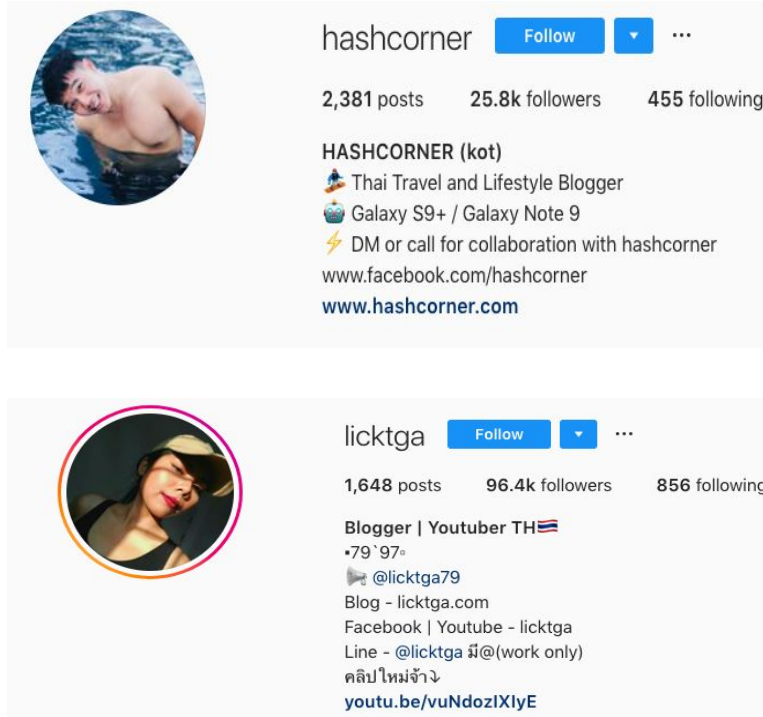 hashcorner Follow ▼ ...
2,381 posts 25.8k followers 455 following
HASHCORNER (kot)
🏂 Thai Travel and Lifestyle Blogger
🤖 Galaxy S9+ / Galaxy Note 9
⚡ DM or call for collaboration with hashcorner
www.facebook.com/hashcorner
www.hashcorner.com
licktga Follow ▼ ...
1,648 posts 96.4k followers 856 following
Blogger | Youtuber TH🇹🇭
▪79`97▫
📢 @licktga79
Blog - licktga.com
Facebook | Youtube - licktga
Line - @licktga มี@(work only)
คลิปใหม่จ้า⤵
youtu.be/vuNdozIXIyE